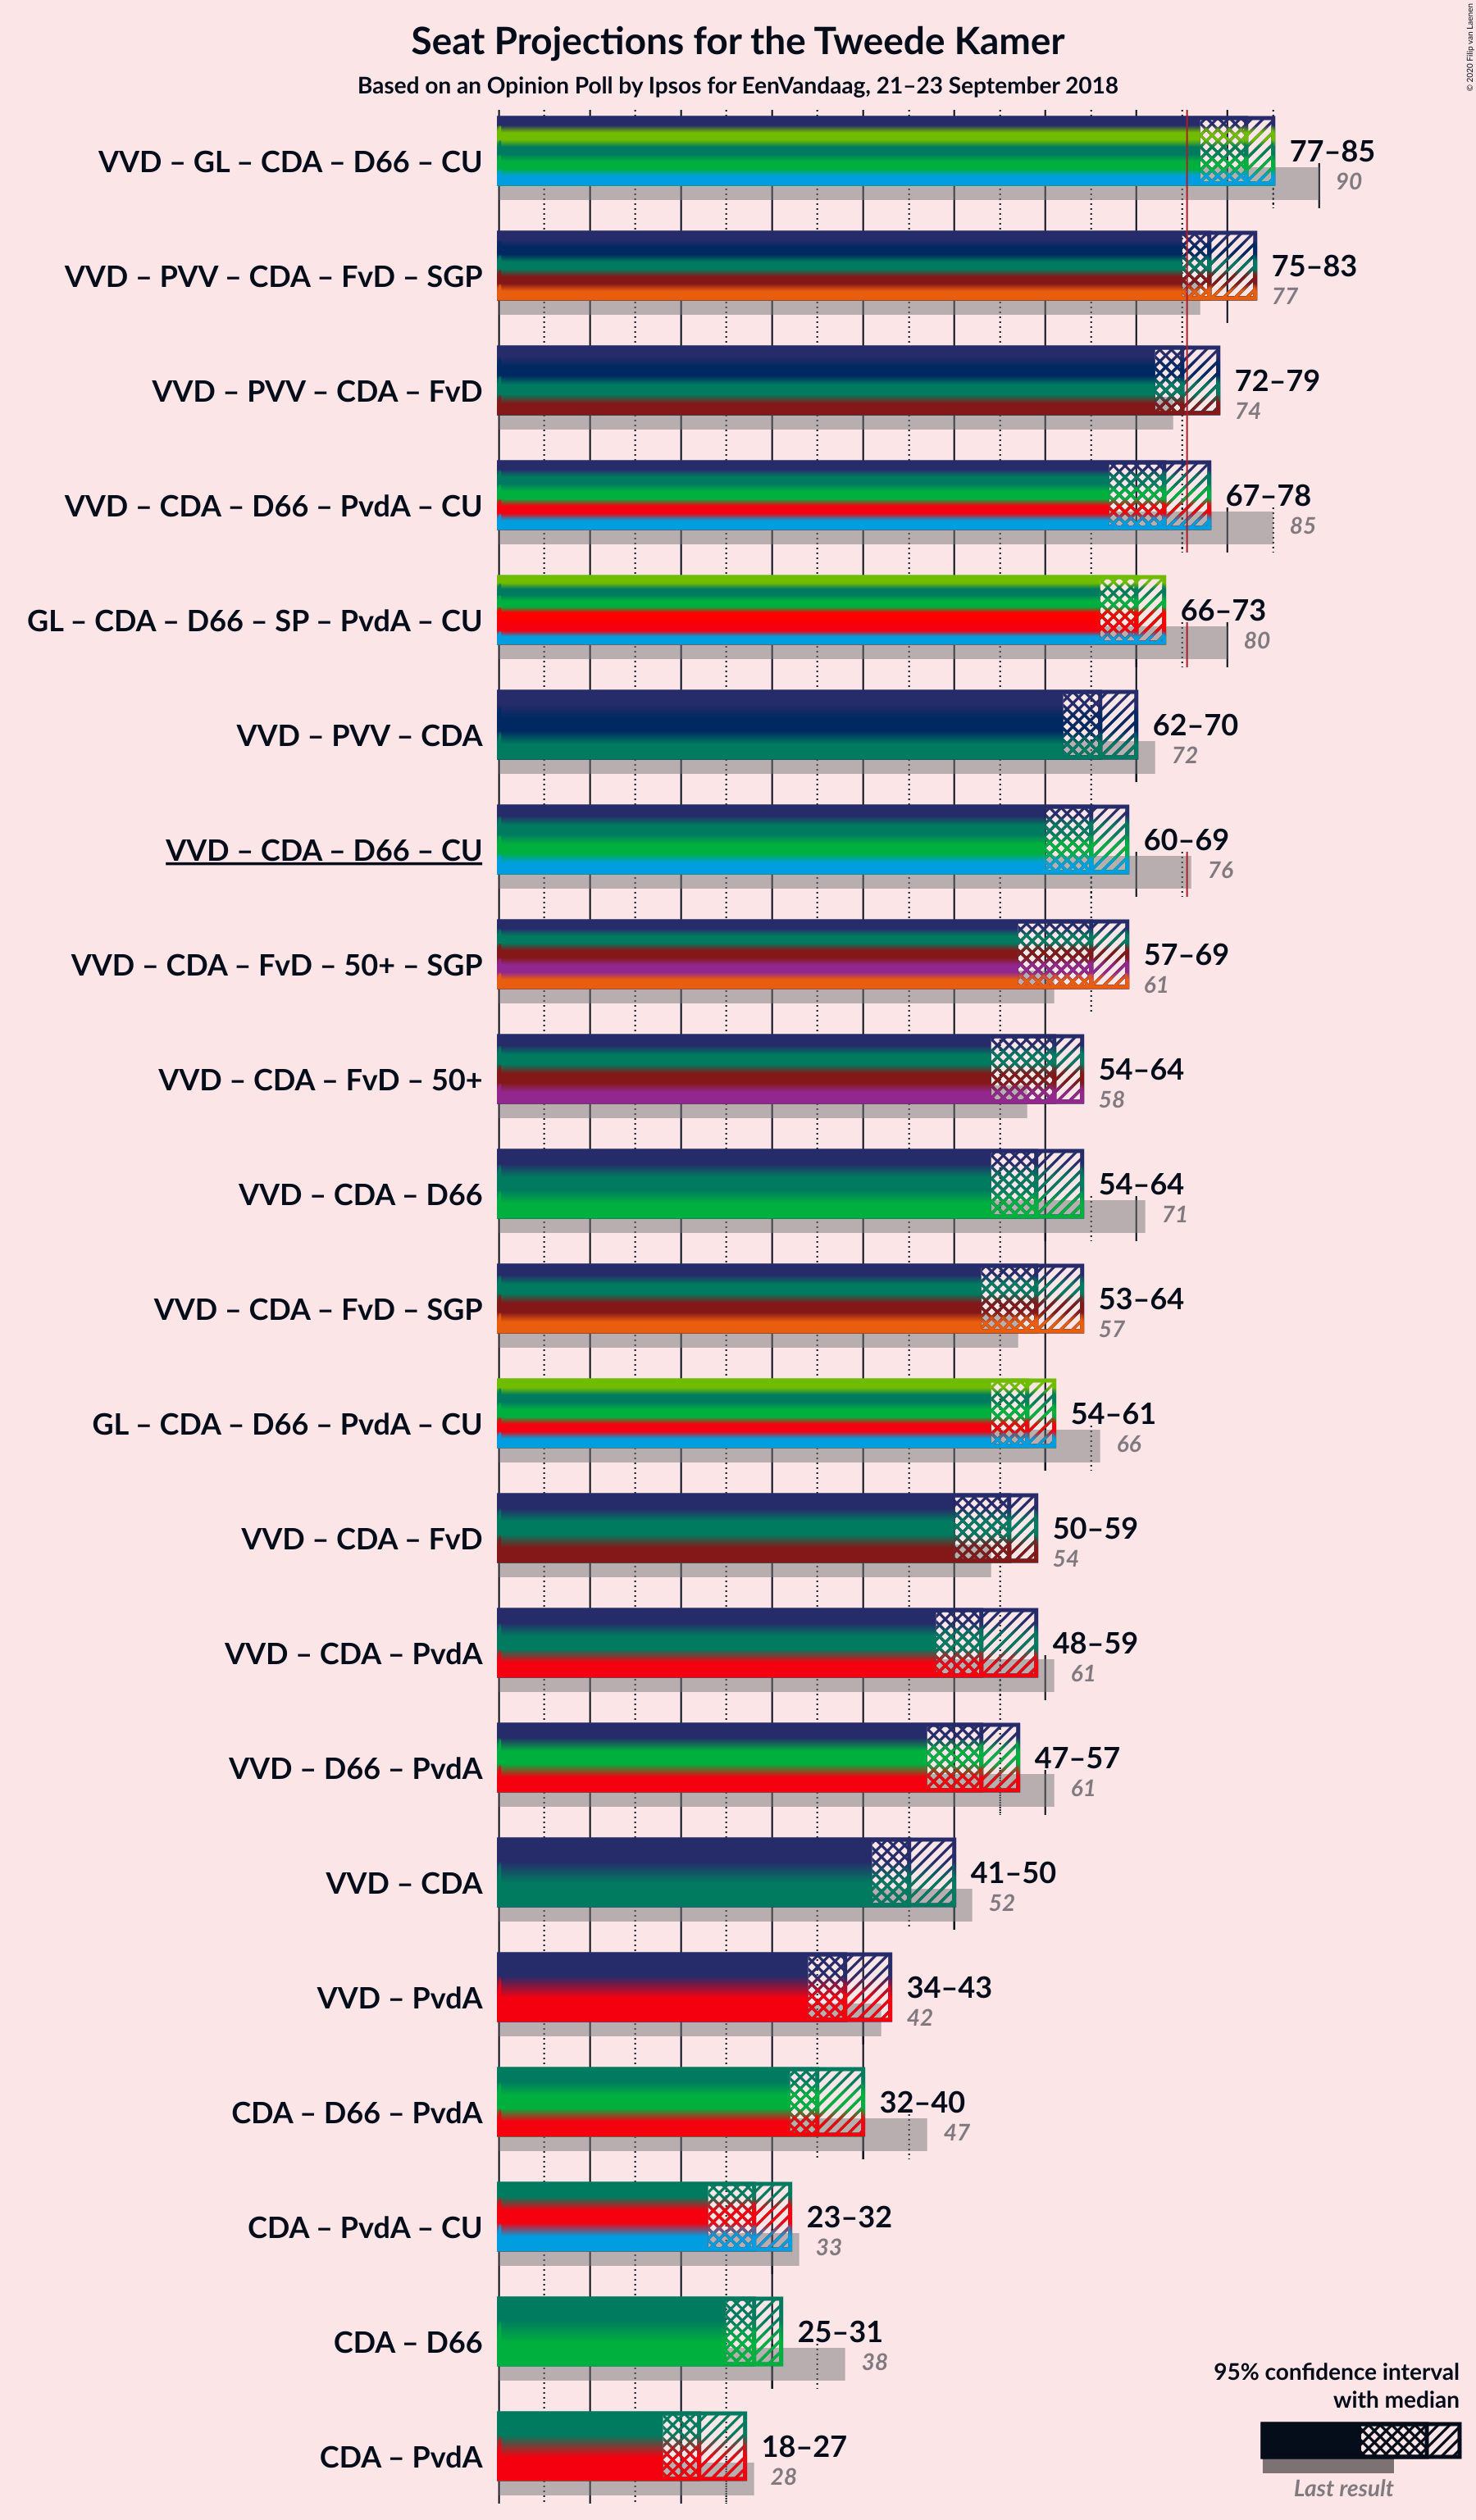 Seat Projections for the Tweede Kamer
Based on an Opinion Poll by Ipsos for EenVandaag, 21–23 September 2018
© 2020 Filip van Laenen
VVD – GL – CDA – D66 – CU
77–85
90
VVD – PVV – CDA – FvD – SGP
75–83
77
VVD – PVV – CDA – FvD
72–79
74
VVD – CDA – D66 – PvdA – CU
67–78
85
GL – CDA – D66 – SP – PvdA – CU
66–73
80
VVD – PVV – CDA
62–70
72
VVD – CDA – D66 – CU
60–69
76
VVD – CDA – FvD – 50+ – SGP
57–69
61
VVD – CDA – FvD – 50+
54–64
58
VVD – CDA – D66
54–64
71
VVD – CDA – FvD – SGP
53–64
57
GL – CDA – D66 – PvdA – CU
54–61
66
VVD – CDA – FvD
50–59
54
VVD – CDA – PvdA
48–59
61
VVD – D66 – PvdA
47–57
61
VVD – CDA
41–50
52
VVD – PvdA
34–43
42
CDA – D66 – PvdA
32–40
47
CDA – PvdA – CU
23–32
33
CDA – D66
25–31
38
CDA – PvdA
18–27
28
95% confidence interval
with median
Last result